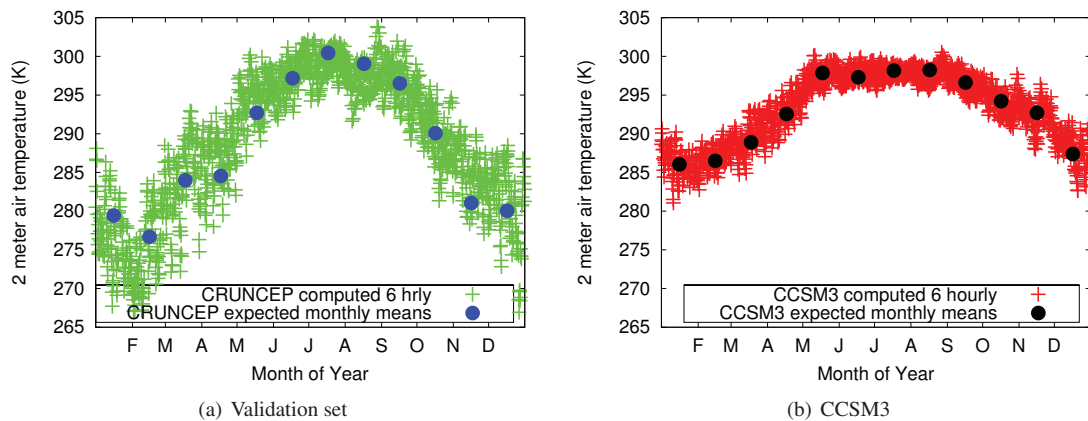 305
300
295
290
285
280
275
270
265
2 meter air temperature (K)
CRUNCEP computed 6 hrly
CRUNCEP expected monthly means
F M A M J J A S O N D
Month of Year
(a) Validation set
305
300
295
290
285
280
275
270
265
2 meter air temperature (K)
CCSM3 computed 6 hourly
CCSM3 expected monthly means
F M A M J J A S O N D
Month of Year
(b) CCSM3